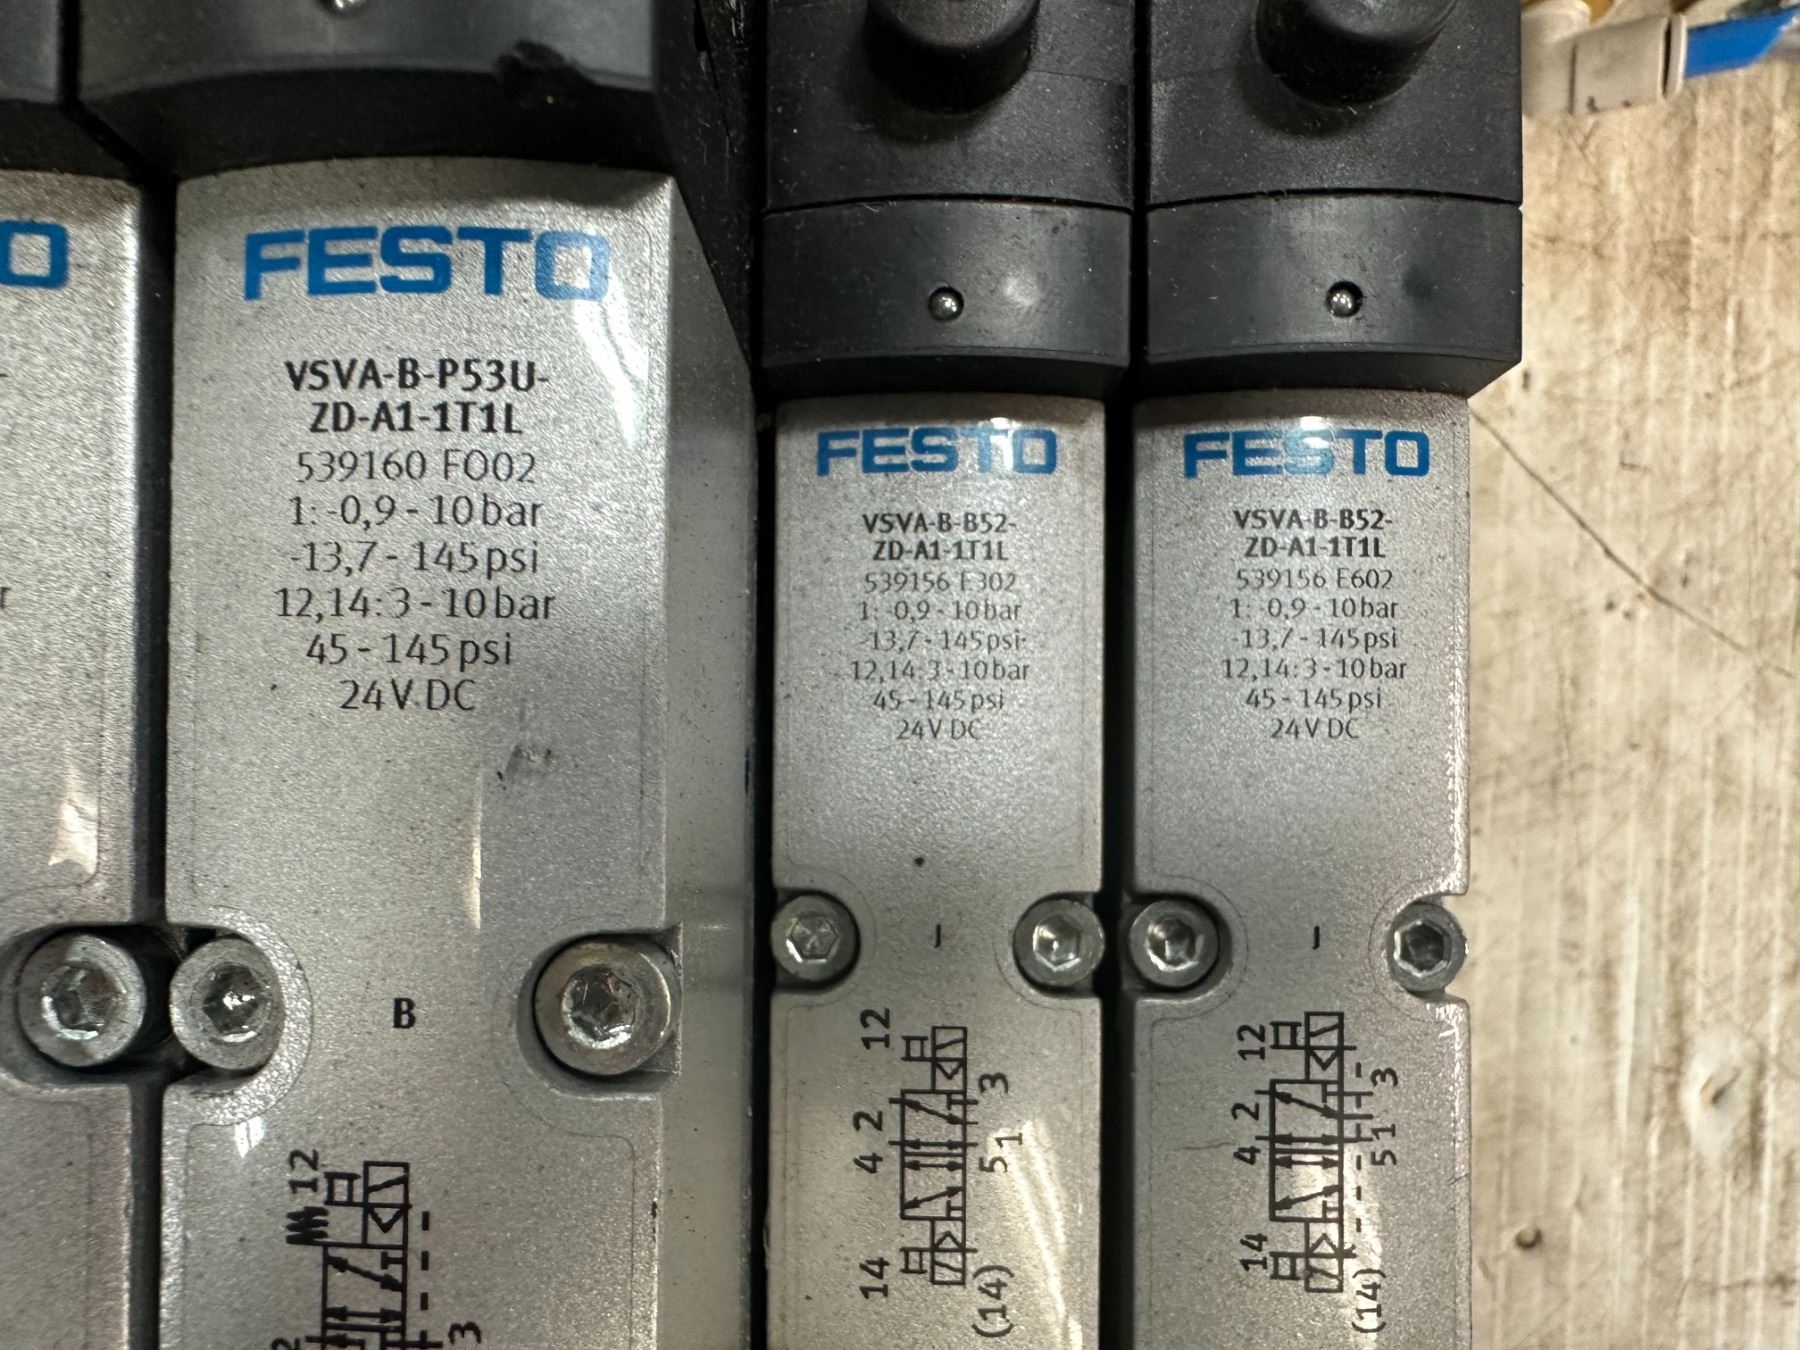 O
-
r
FESTO
VSVA-B-P53U-
ZD-A1-1T1L
539160 FO02
1: -0,9 - 10 bar
-13,7 - 145 psi
12,14: 3 - 10 bar
45 - 145 psi
24V DC
B
12
2
3
FESTO
VSVA-B-B52-
ZD-A1-1T1L
539156 E302
1: -0,9 - 10 bar
-13,7 - 145 psi
12,14: 3 - 10 bar
45 - 145 psi
24V DC
J
12
4 2
5 1 3
14
(14)
FESTO
VSVA-B-B52-
ZD-A1-1T1L
539156 E602
1: -0,9 - 10 bar
-13,7 - 145 psi
12,14: 3 - 10 bar
45 - 145 psi
24V DC
J
12
4 2
5 1 3
14
(14)